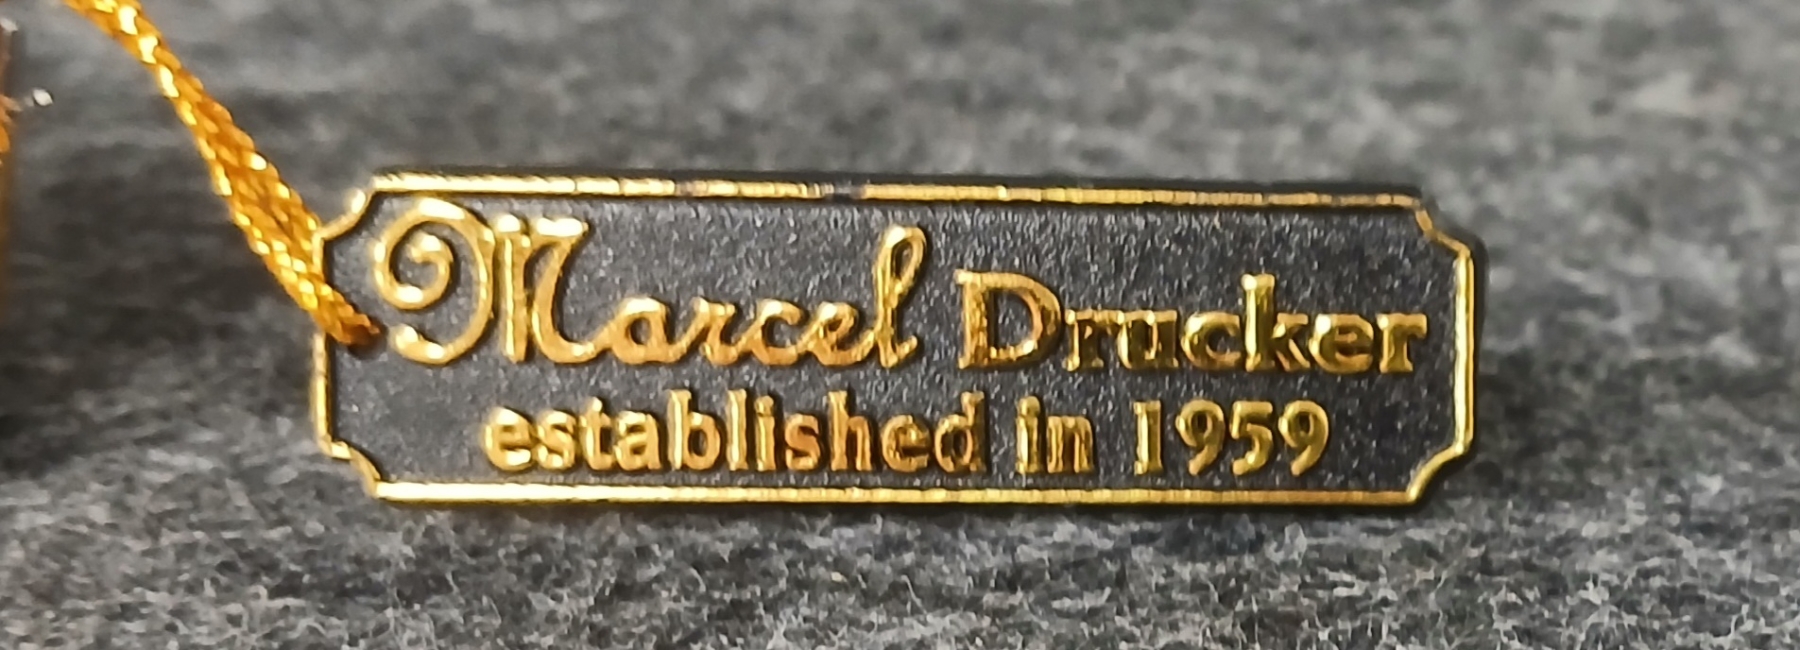 Marcel Drucker
established in 1959